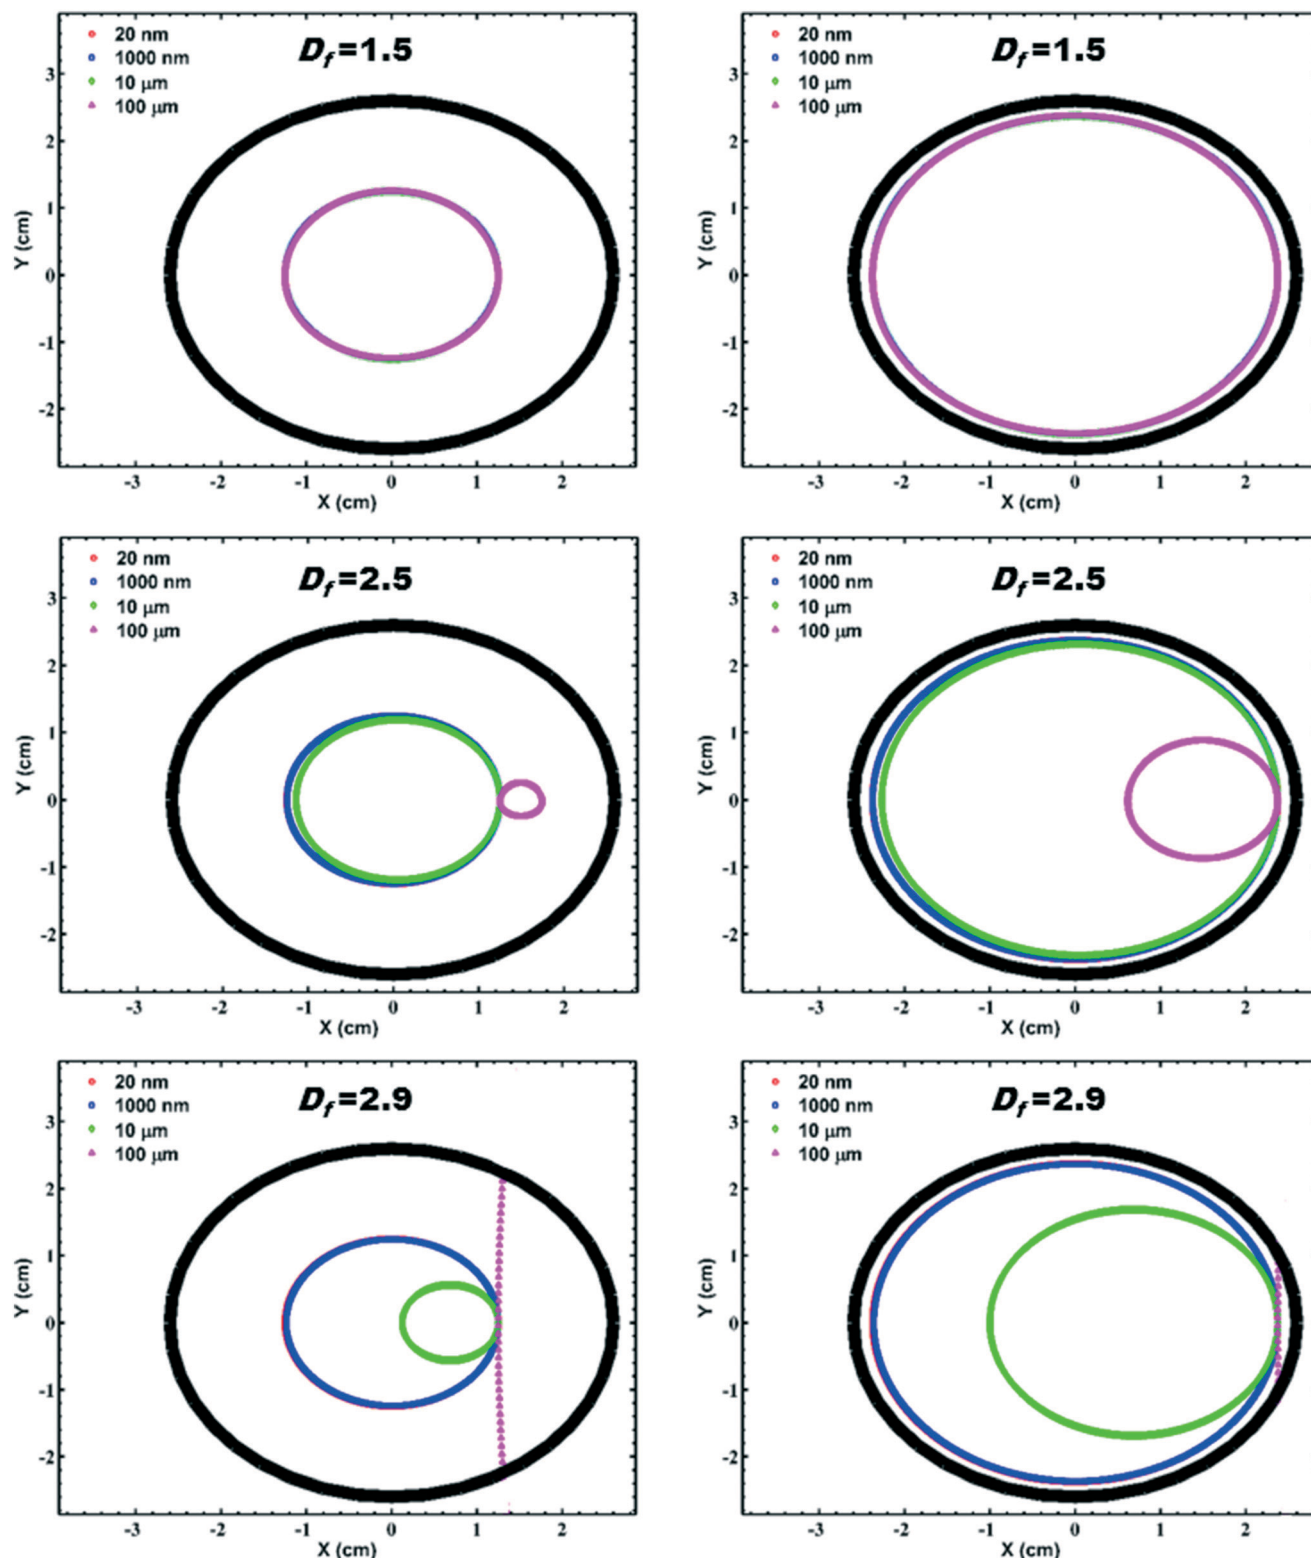 20 nm
1000 nm
10 μm
100 μm
D_f=1.5
3
2
1
0
-1
-2
Y (cm)
-3 -2 -1 0 1 2
X (cm)
20 nm
1000 nm
10 μm
100 μm
D_f=1.5
3
2
1
0
-1
-2
Y (cm)
-3 -2 -1 0 1 2
X (cm)
20 nm
1000 nm
10 μm
100 μm
D_f=2.5
3
2
1
0
-1
-2
Y (cm)
-3 -2 -1 0 1 2
X (cm)
20 nm
1000 nm
10 μm
100 μm
D_f=2.5
3
2
1
0
-1
-2
Y (cm)
-3 -2 -1 0 1 2
X (cm)
20 nm
1000 nm
10 μm
100 μm
D_f=2.9
3
2
1
0
-1
-2
Y (cm)
-3 -2 -1 0 1 2
X (cm)
20 nm
1000 nm
10 μm
100 μm
D_f=2.9
3
2
1
0
-1
-2
Y (cm)
-3 -2 -1 0 1 2
X (cm)